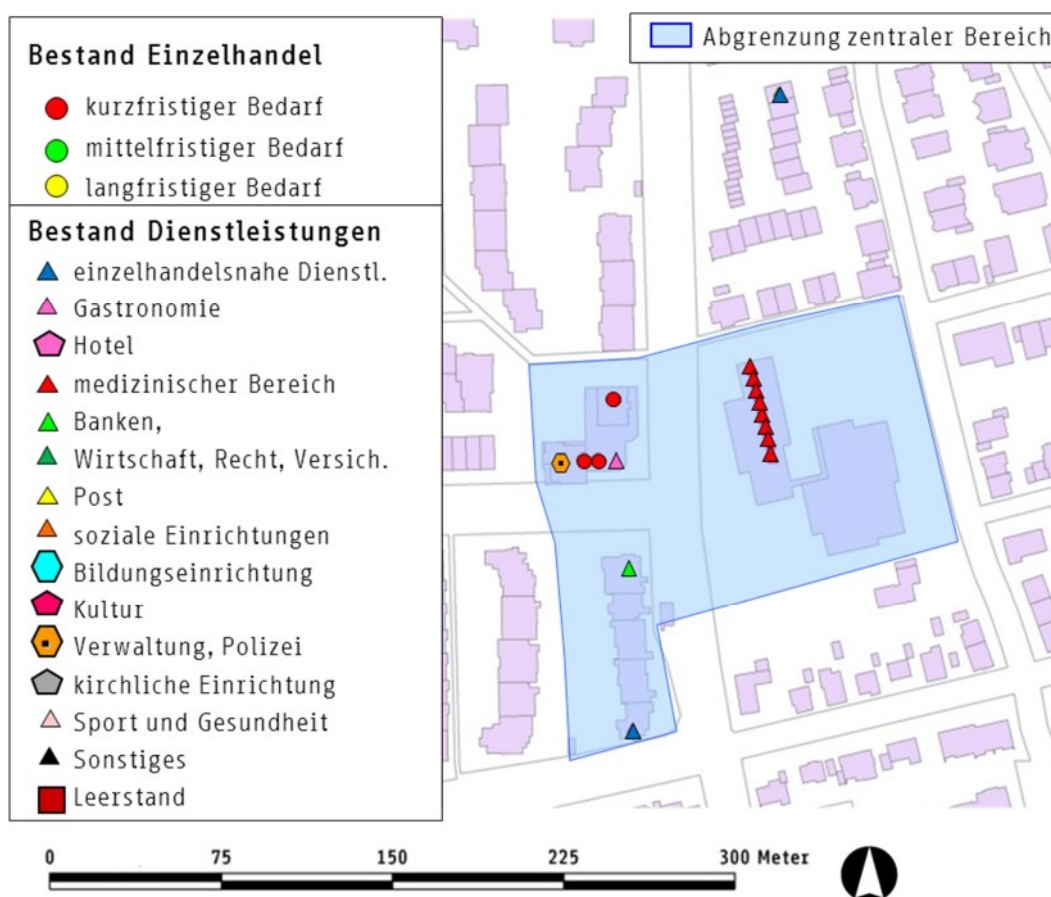 Bestand Einzelhandel
kurzfristiger Bedarf
mittelfristiger Bedarf
langfristiger Bedarf
Bestand Dienstleistungen
einzelhandelsnahe Dienstl.
Gastronomie
Hotel
medizinischer Bereich
Banken,
Wirtschaft, Recht, Versich.
Post
soziale Einrichtungen
Bildungseinrichtung
Kultur
Verwaltung, Polizei
kirchliche Einrichtung
Sport und Gesundheit
Sonstiges
Leerstand
Abgrenzung zentraler Bereich
0 75 150 225 300 Meter